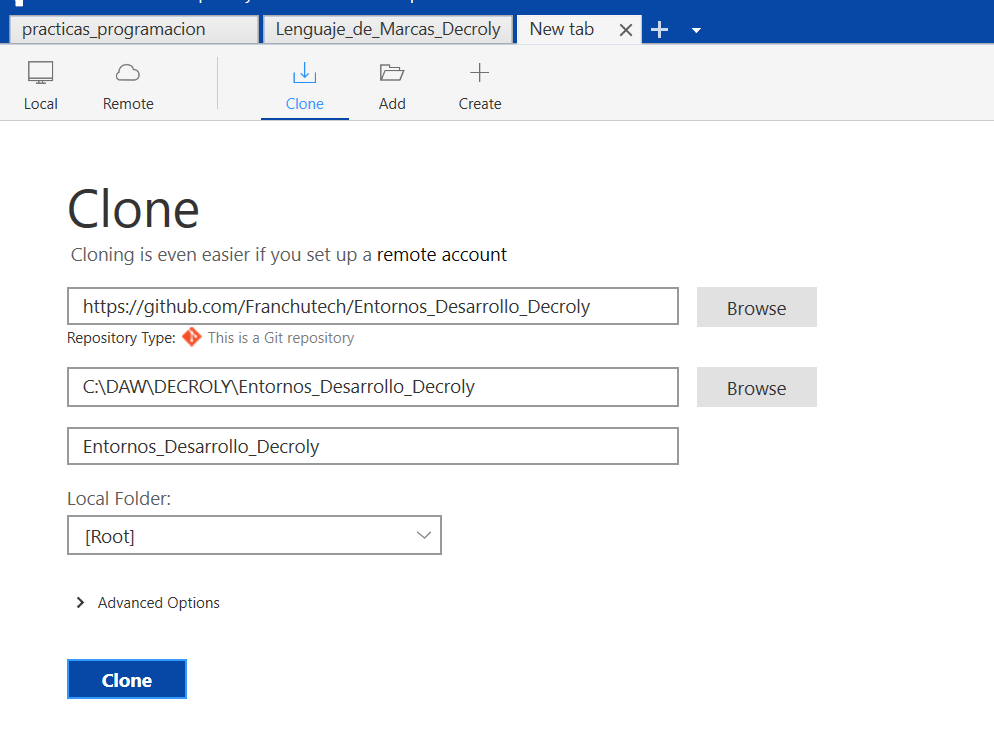 practicas_programacion Lenguaje_de_Marcas_Decroly New tab
Local Remote Clone Add Create
Clone
Cloning is even easier if you set up a remote account
https://github.com/Franchutech/Entornos_Desarrollo_Decroly Browse
Repository Type: This is a Git repository
C:\DAW\DECROLY\Entornos_Desarrollo_Decroly Browse
Entornos_Desarrollo_Decroly
Local Folder:
[Root]
Advanced Options
Clone